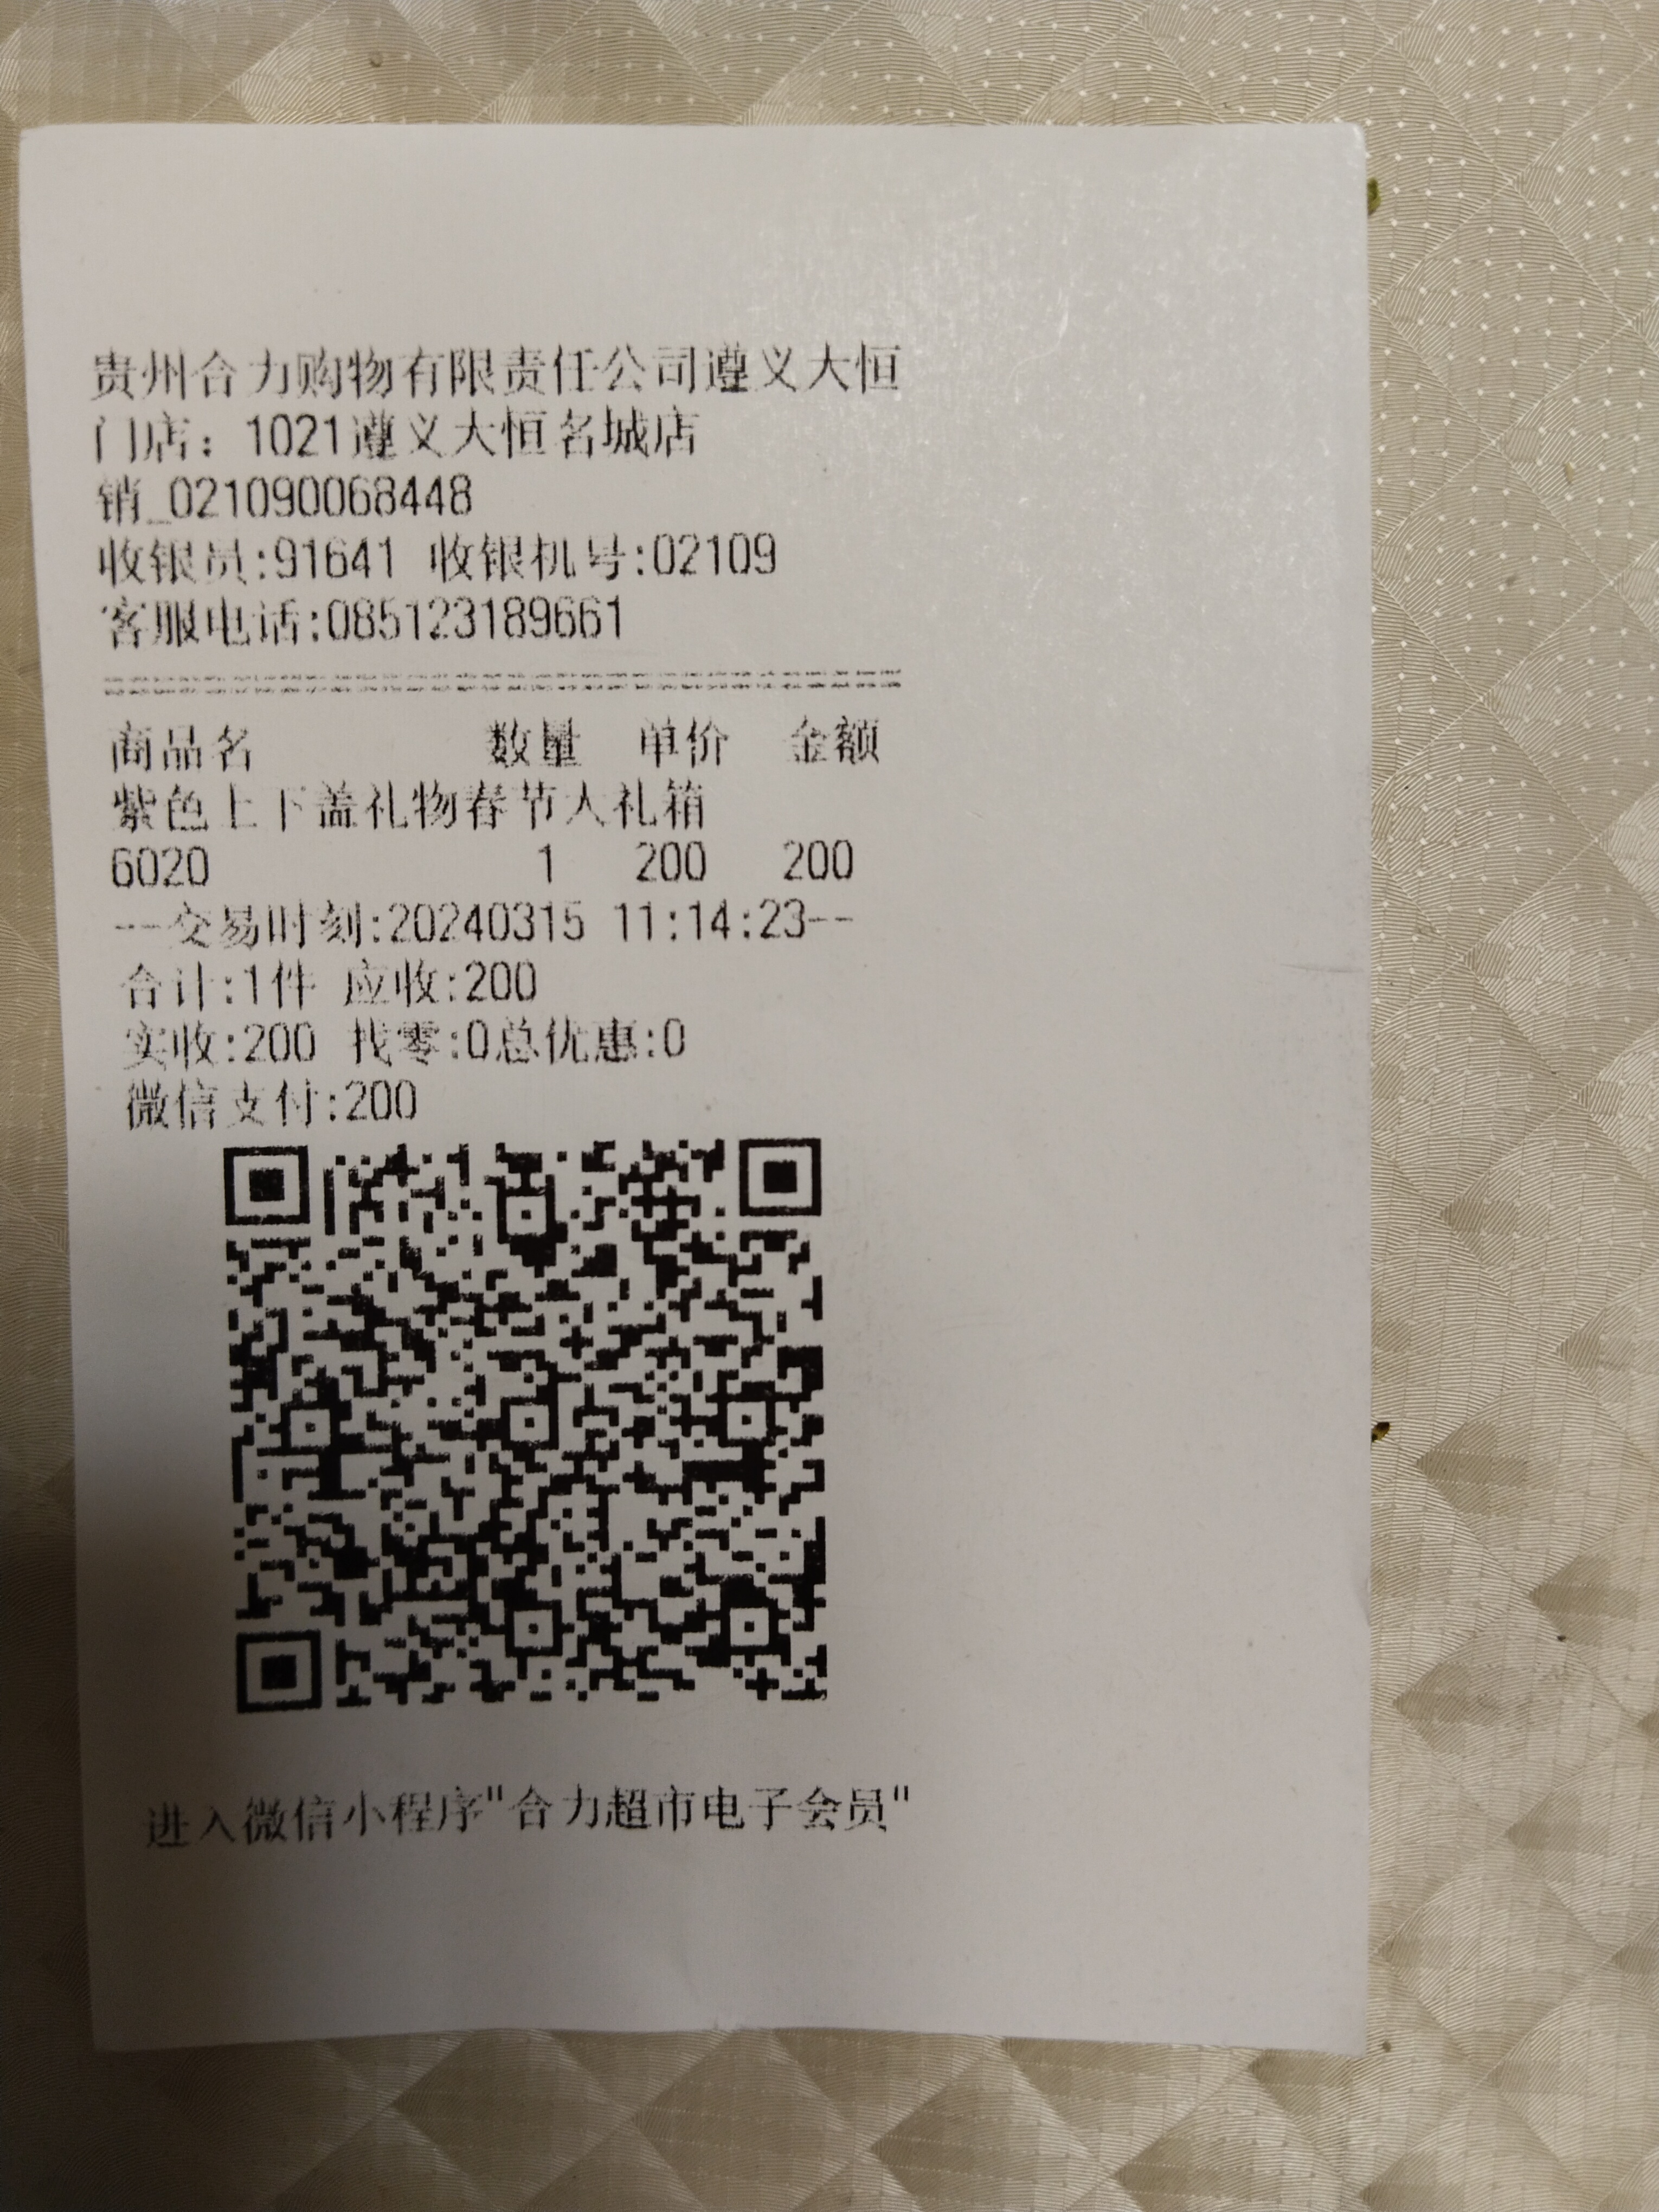 贵州合力购物有限责任公司遵义大恒
门店：1021遵义大恒名城店
销_021090068448
收银员:91641 收银机号:02109
客服电话:085123189661
================================
商品名 数量 单价 金额
紫色上下盖礼物春节大礼箱
6020 1 200 200
--交易时刻:20240315 11:14:23--
合计:1件 应收:200
实收:200 找零:0总优惠:0
微信支付:200
进入微信小程序"合力超市电子会员"